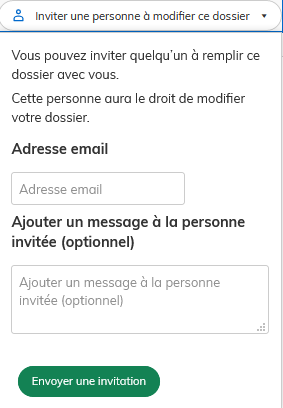 Inviter une personne à modifier ce dossier
Vous pouvez inviter quelqu'un à remplir ce
dossier avec vous.
Cette personne aura le droit de modifier
votre dossier.
Adresse email
Adresse email
Ajouter un message à la personne
invitée (optionnel)
Ajouter un message à la personne
invitée (optionnel)
Envoyer une invitation